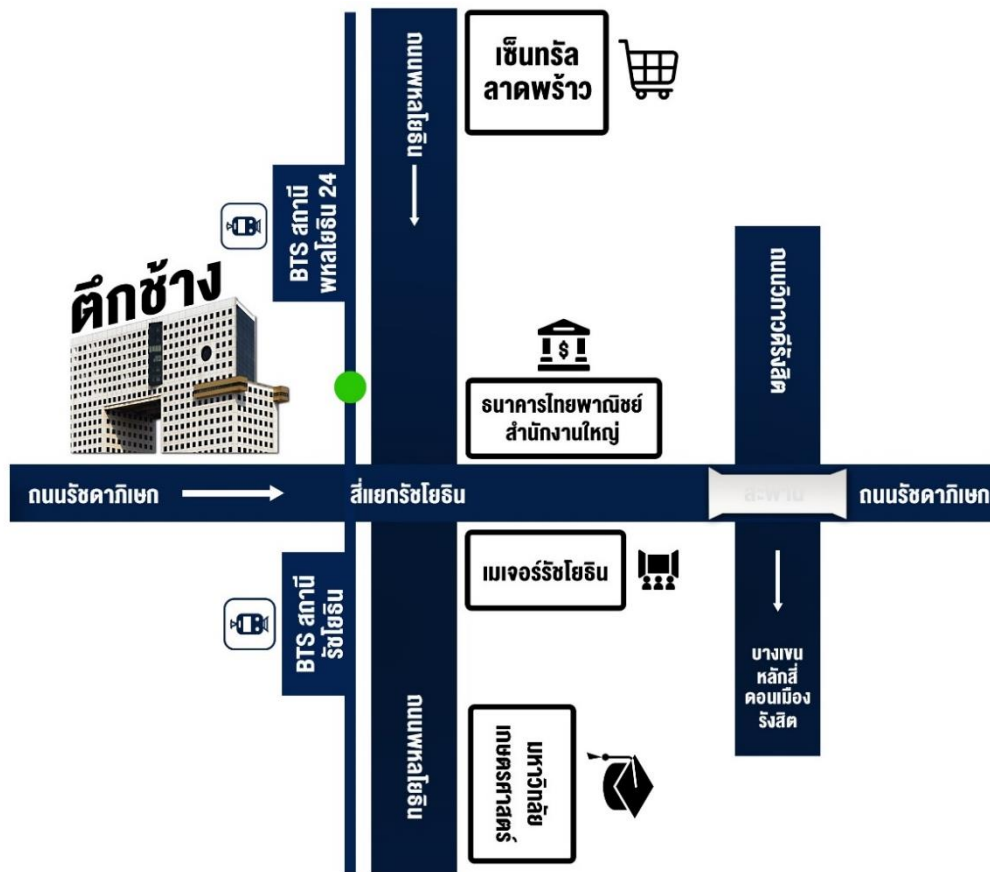 เซ็นทรัล
ลาดพร้าว
ถนนพหลโยธิน
BTS สถานี
พหลโยธิน 24
ตึกช้าง
ถนนวิภาวดีรังสิต
$
ธนาคารไทยพาณิชย์
สำนักงานใหญ่
ถนนรัชดาภิเษก
สี่แยกรัชโยธิน
สะพาน
ถนนรัชดาภิเษก
เมเจอร์รัชโยธิน
BTS สถานี
รัชโยธิน
บางเขน
หลักสี่
ดอนเมือง
รังสิต
ถนนพหลโยธิน
มหาวิทลัย
เกษตรศาสตร์